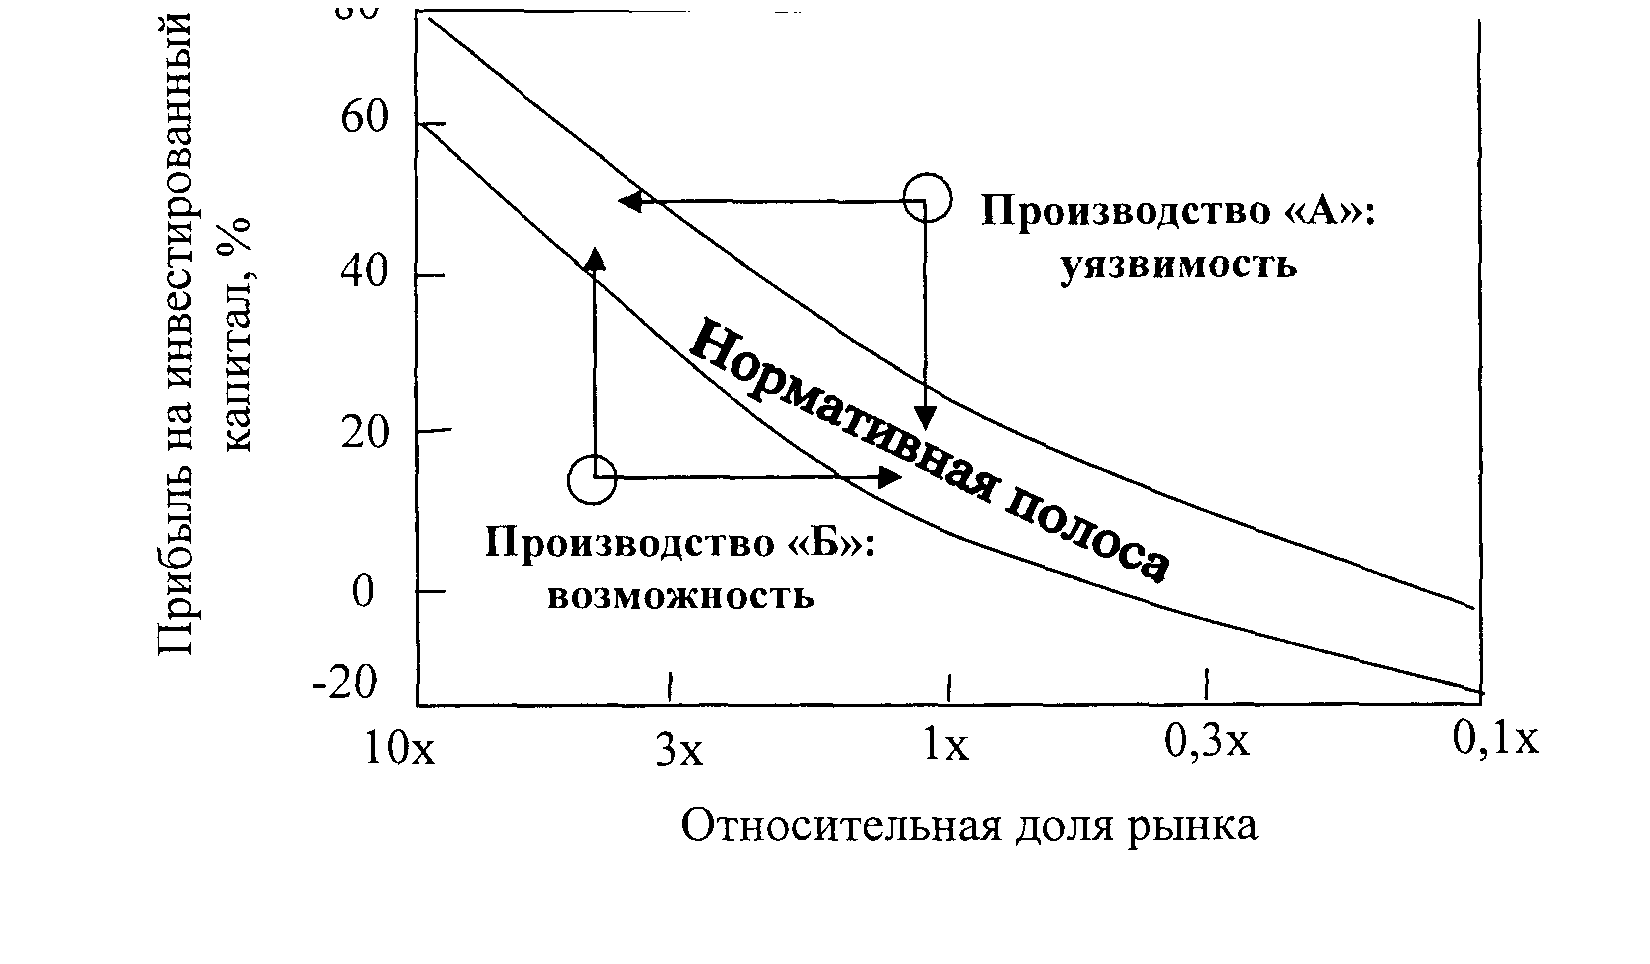 Прибыль на инвестированный
капитал, %
60
40
20
0
-20
Производство «А»:
уязвимость
Нормативная полоса
Производство «Б»:
возможность
10x
3x
1x
0,3x
0,1x
Относительная доля рынка